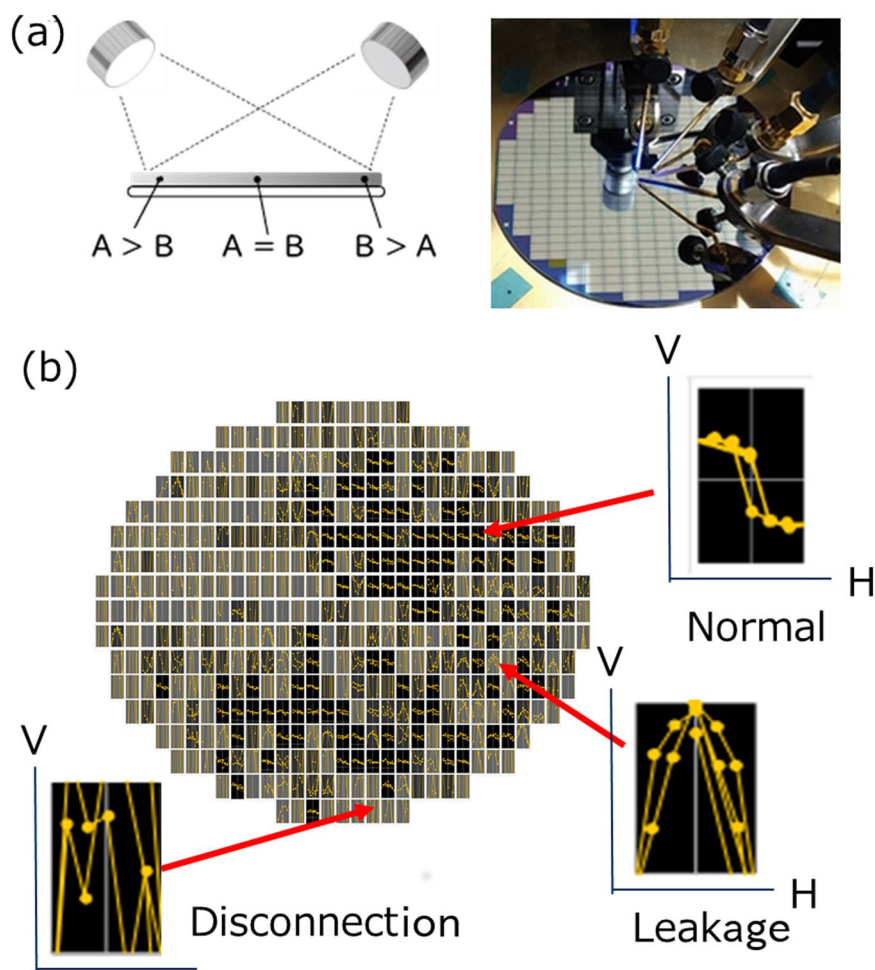 (a)
A > B
A = B
B > A
(b)
V
H
Normal
V
H
Leakage
V
Disconnection